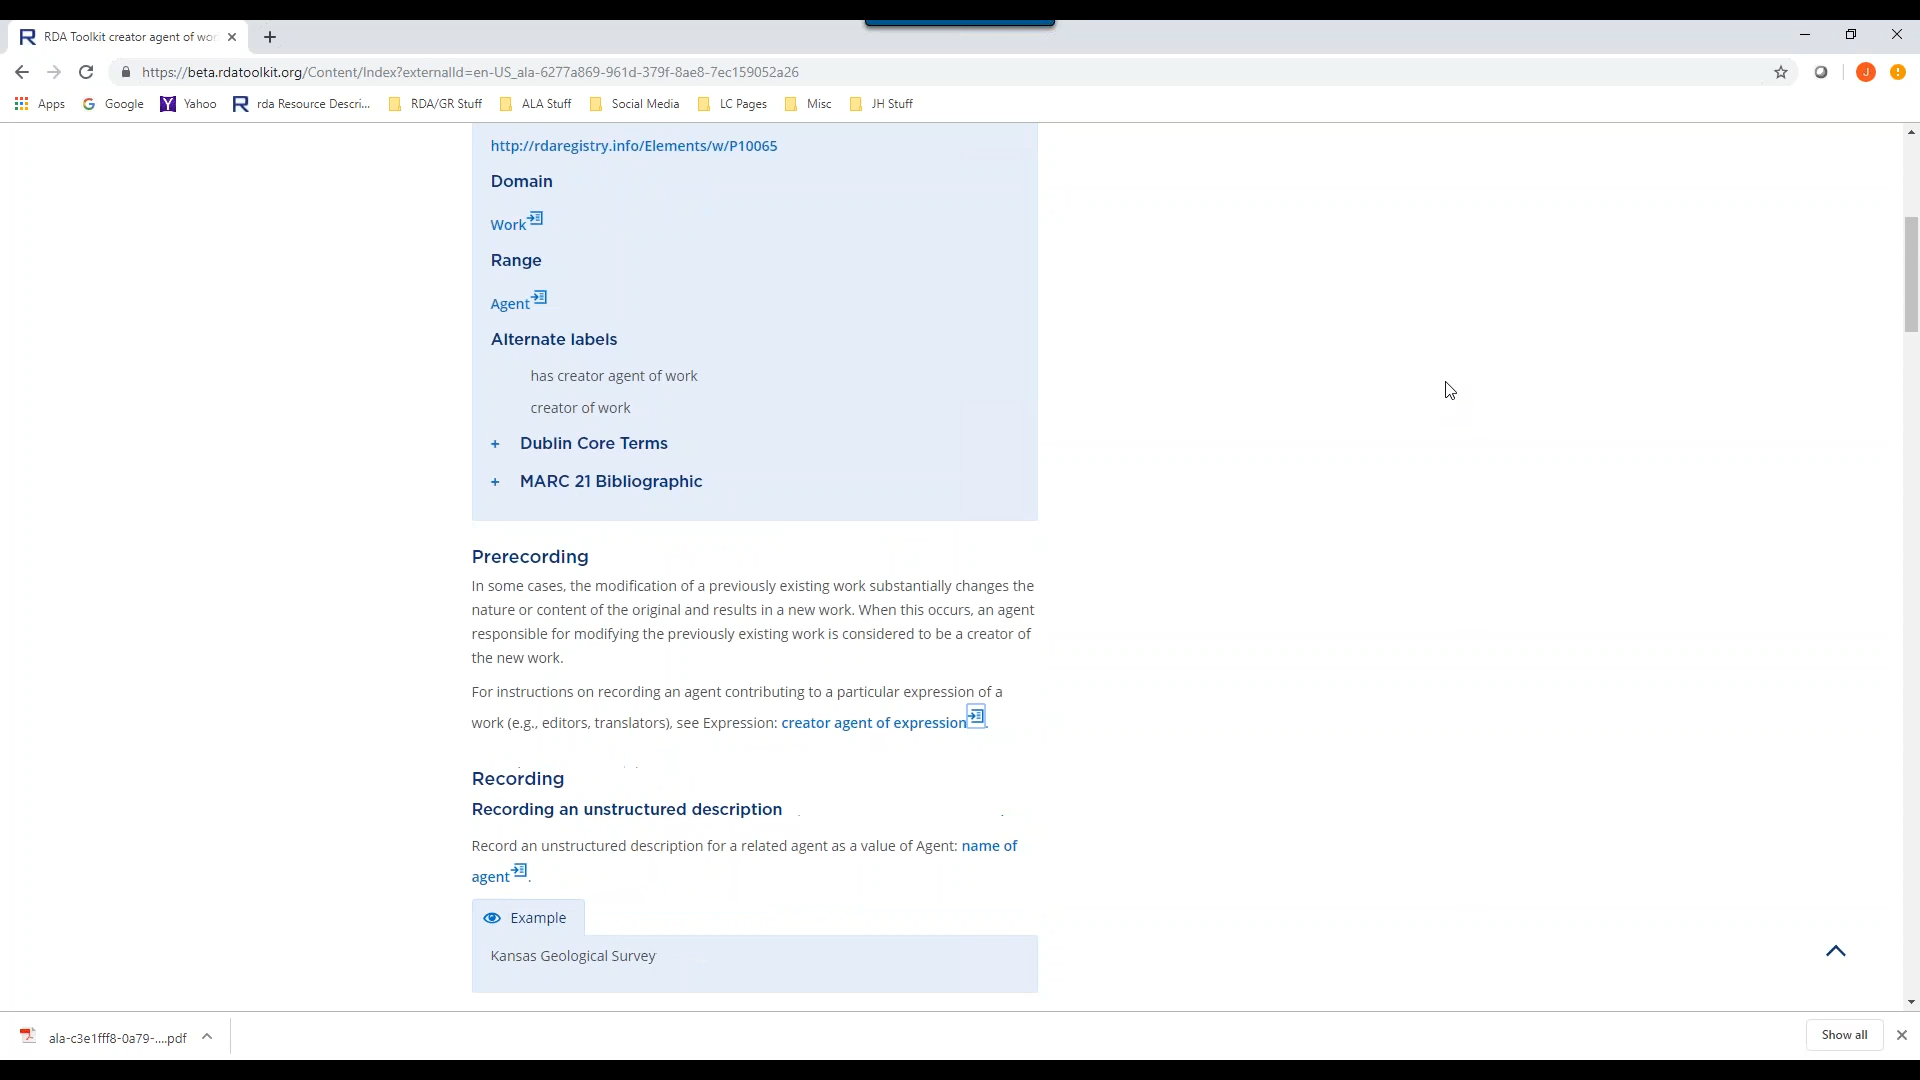 RDA Toolkit creator agent of wor
https://beta.rdatoolkit.org/Content/Index?externalId=en-US_ala-6277a869-961d-379f-8ae8-7ec159052a26
J
Apps Google Yahoo rda Resource Descri... RDA/GR Stuff ALA Stuff Social Media LC Pages Misc JH Stuff
http://rdaregistry.info/Elements/w/P10065
Domain
Work
Range
Agent
Alternate labels
has creator agent of work
creator of work
+ Dublin Core Terms
+ MARC 21 Bibliographic
Prerecording
In some cases, the modification of a previously existing work substantially changes the
nature or content of the original and results in a new work. When this occurs, an agent
responsible for modifying the previously existing work is considered to be a creator of
the new work.
For instructions on recording an agent contributing to a particular expression of a
work (e.g., editors, translators), see Expression: creator agent of expression.
Recording
Recording an unstructured description
Record an unstructured description for a related agent as a value of Agent: name of
agent.
Example
Kansas Geological Survey
ala-c3e1fff8-0a79-....pdf
Show all